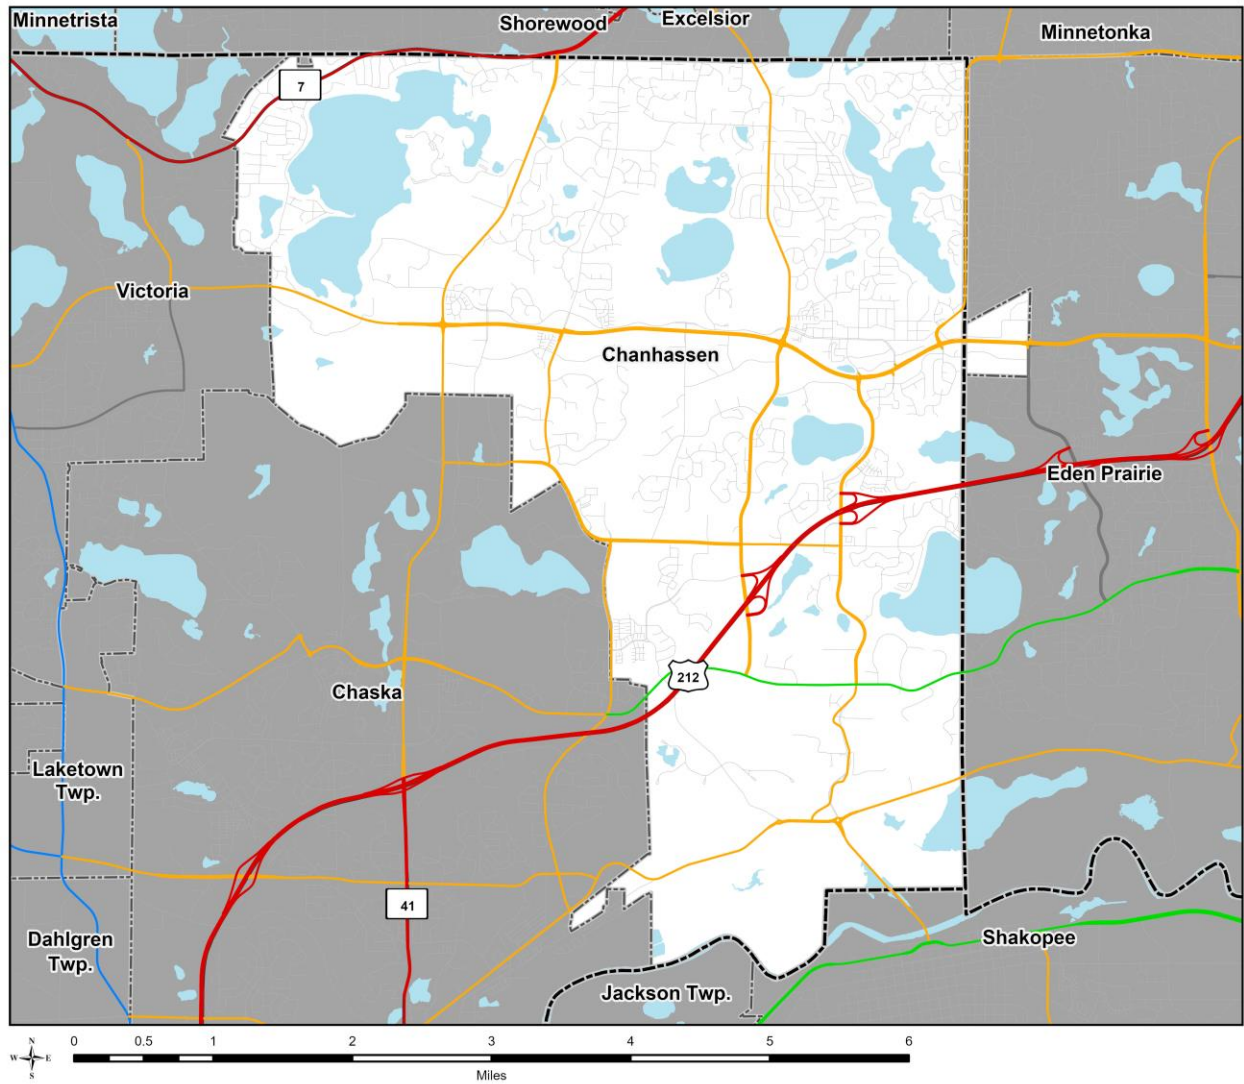 Minnetrista
Shorewood
Excelsior
Minnetonka
7
Victoria
Chanhassen
Eden Prairie
212
Chaska
Laketown
Twp.
41
Dahlgren
Twp.
Shakopee
Jackson Twp.
N
W E
S
0 0.5 1 2 3 4 5 6
Miles